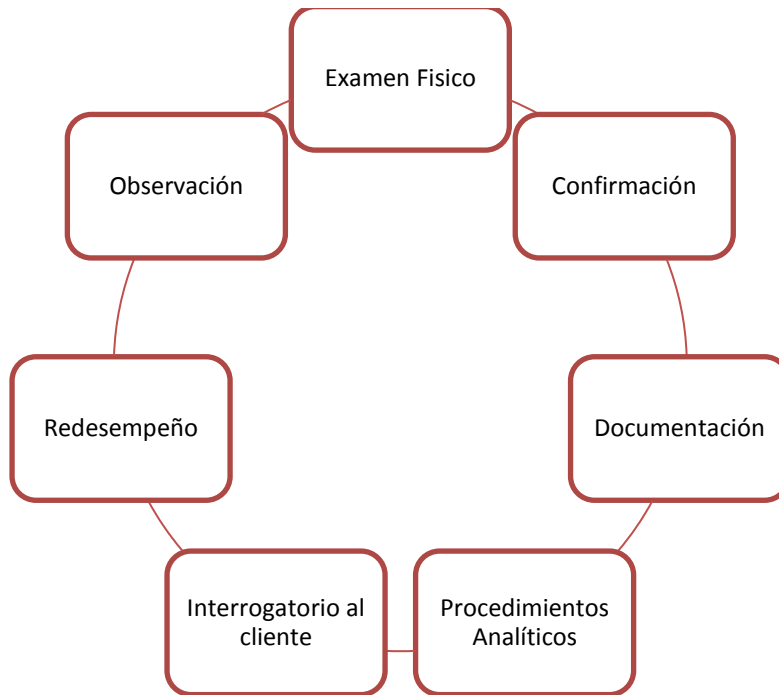 Examen Fisico
Confirmación
Documentación
Procedimientos
Analíticos
Interrogatorio al
cliente
Redesempeño
Observación